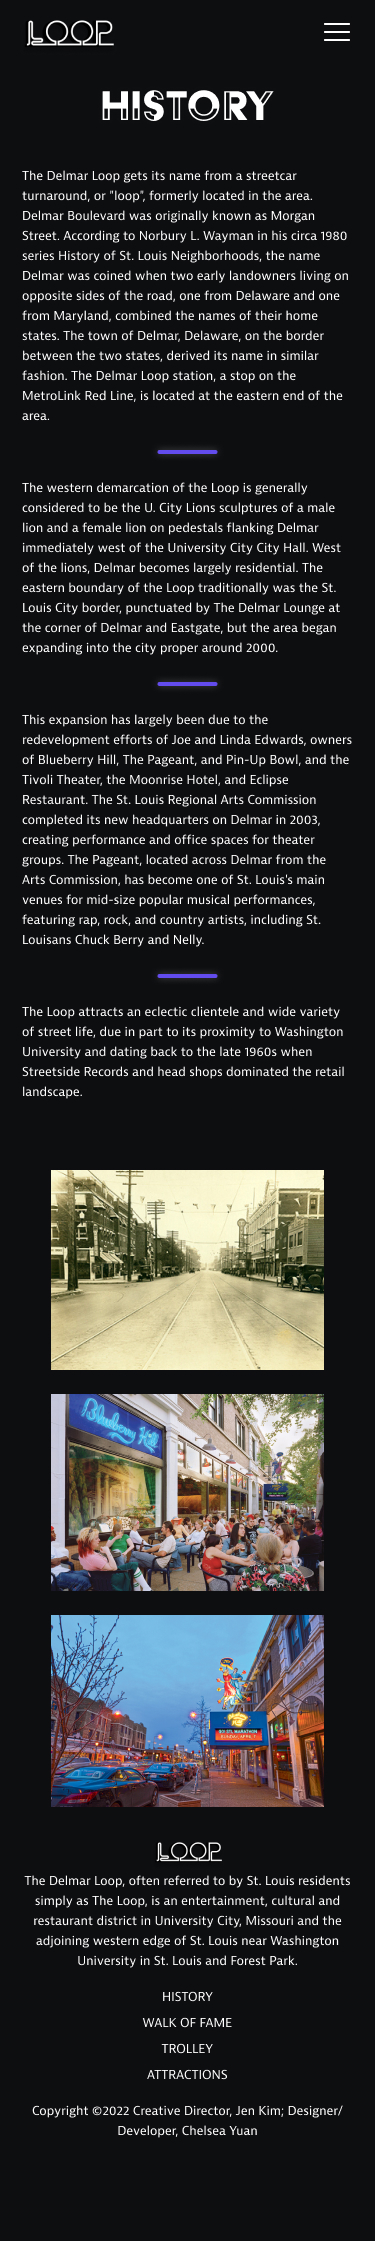 LOOP
HISTORY
The Delmar Loop gets its name from a streetcar
turnaround, or "loop", formerly located in the area.
Delmar Boulevard was originally known as Morgan
Street. According to Norbury L. Wayman in his circa 1980
series History of St. Louis Neighborhoods, the name
Delmar was coined when two early landowners living on
opposite sides of the road, one from Delaware and one
from Maryland, combined the names of their home
states. The town of Delmar, Delaware, on the border
between the two states, derived its name in similar
fashion. The Delmar Loop station, a stop on the
MetroLink Red Line, is located at the eastern end of the
area.
The western demarcation of the Loop is generally
considered to be the U. City Lions sculptures of a male
lion and a female lion on pedestals flanking Delmar
immediately west of the University City City Hall. West
of the lions, Delmar becomes largely residential. The
eastern boundary of the Loop traditionally was the St.
Louis City border, punctuated by The Delmar Lounge at
the corner of Delmar and Eastgate, but the area began
expanding into the city proper around 2000.
This expansion has largely been due to the
redevelopment efforts of Joe and Linda Edwards, owners
of Blueberry Hill, The Pageant, and Pin-Up Bowl, and the
Tivoli Theater, the Moonrise Hotel, and Eclipse
Restaurant. The St. Louis Regional Arts Commission
completed its new headquarters on Delmar in 2003,
creating performance and office spaces for theater
groups. The Pageant, located across Delmar from the
Arts Commission, has become one of St. Louis's main
venues for mid-size popular musical performances,
featuring rap, rock, and country artists, including St.
Louisans Chuck Berry and Nelly.
The Loop attracts an eclectic clientele and wide variety
of street life, due in part to its proximity to Washington
University and dating back to the late 1960s when
Streetside Records and head shops dominated the retail
landscape.
Blueberry Hill
GO! STL MARATHON
SUNDAY, APRIL 7
LOOP
The Delmar Loop, often referred to by St. Louis residents
simply as The Loop, is an entertainment, cultural and
restaurant district in University City, Missouri and the
adjoining western edge of St. Louis near Washington
University in St. Louis and Forest Park.
HISTORY
WALK OF FAME
TROLLEY
ATTRACTIONS
Copyright ©2022 Creative Director, Jen Kim; Designer/
Developer, Chelsea Yuan